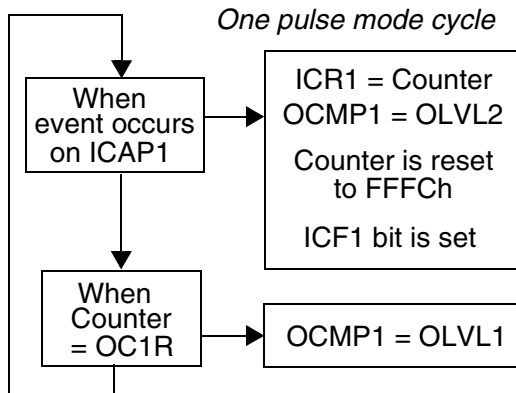 One pulse mode cycle
When
event occurs
on ICAP1
ICR1 = Counter
OCMP1 = OLVL2
Counter is reset
to FFFCh
ICF1 bit is set
When
Counter
= OC1R
OCMP1 = OLVL1